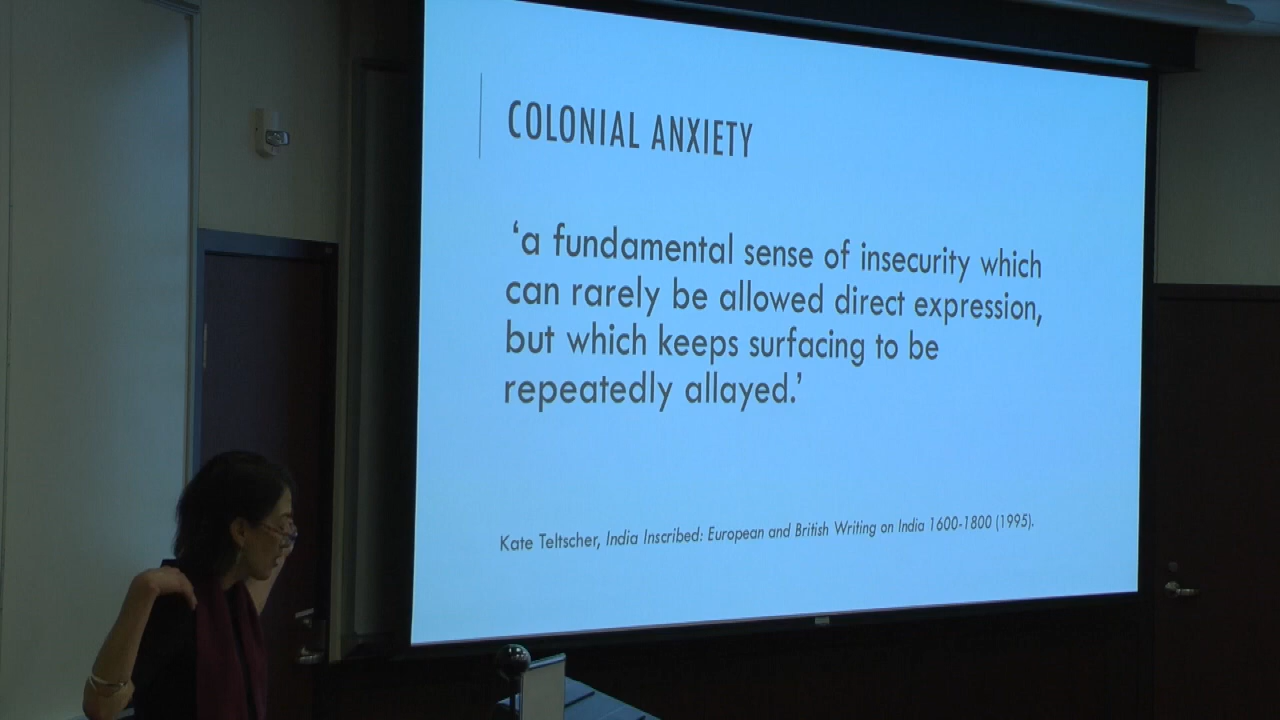 COLONIAL ANXIETY
‘a fundamental sense of insecurity which
can rarely be allowed direct expression,
but which keeps surfacing to be
repeatedly allayed.’
Kate Teltscher, India Inscribed: European and British Writing on India 1600-1800 (1995).